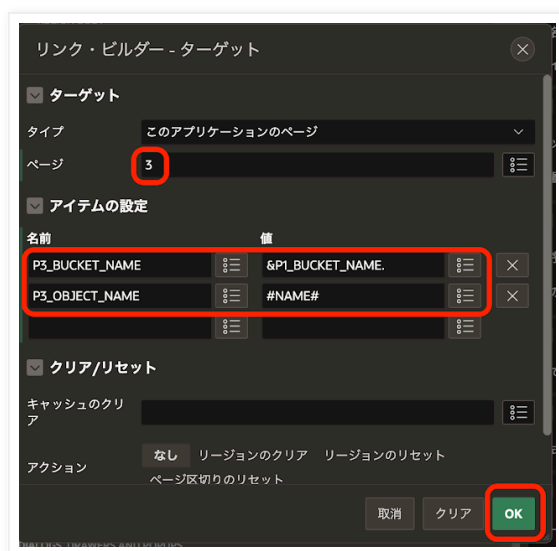 リンク・ビルダー - ターゲット
ターゲット
タイプ このアプリケーションのページ
ページ 3
アイテムの設定
名前 値
P3_BUCKET_NAME &P1_BUCKET_NAME.
P3_OBJECT_NAME #NAME#
クリア/リセット
キャッシュのクリ
ア
アクション なし リージョンのクリア リージョンのリセット
ページ区切りのリセット
取消 クリア OK
DIALOGS, DRAWERS AND POPUPS